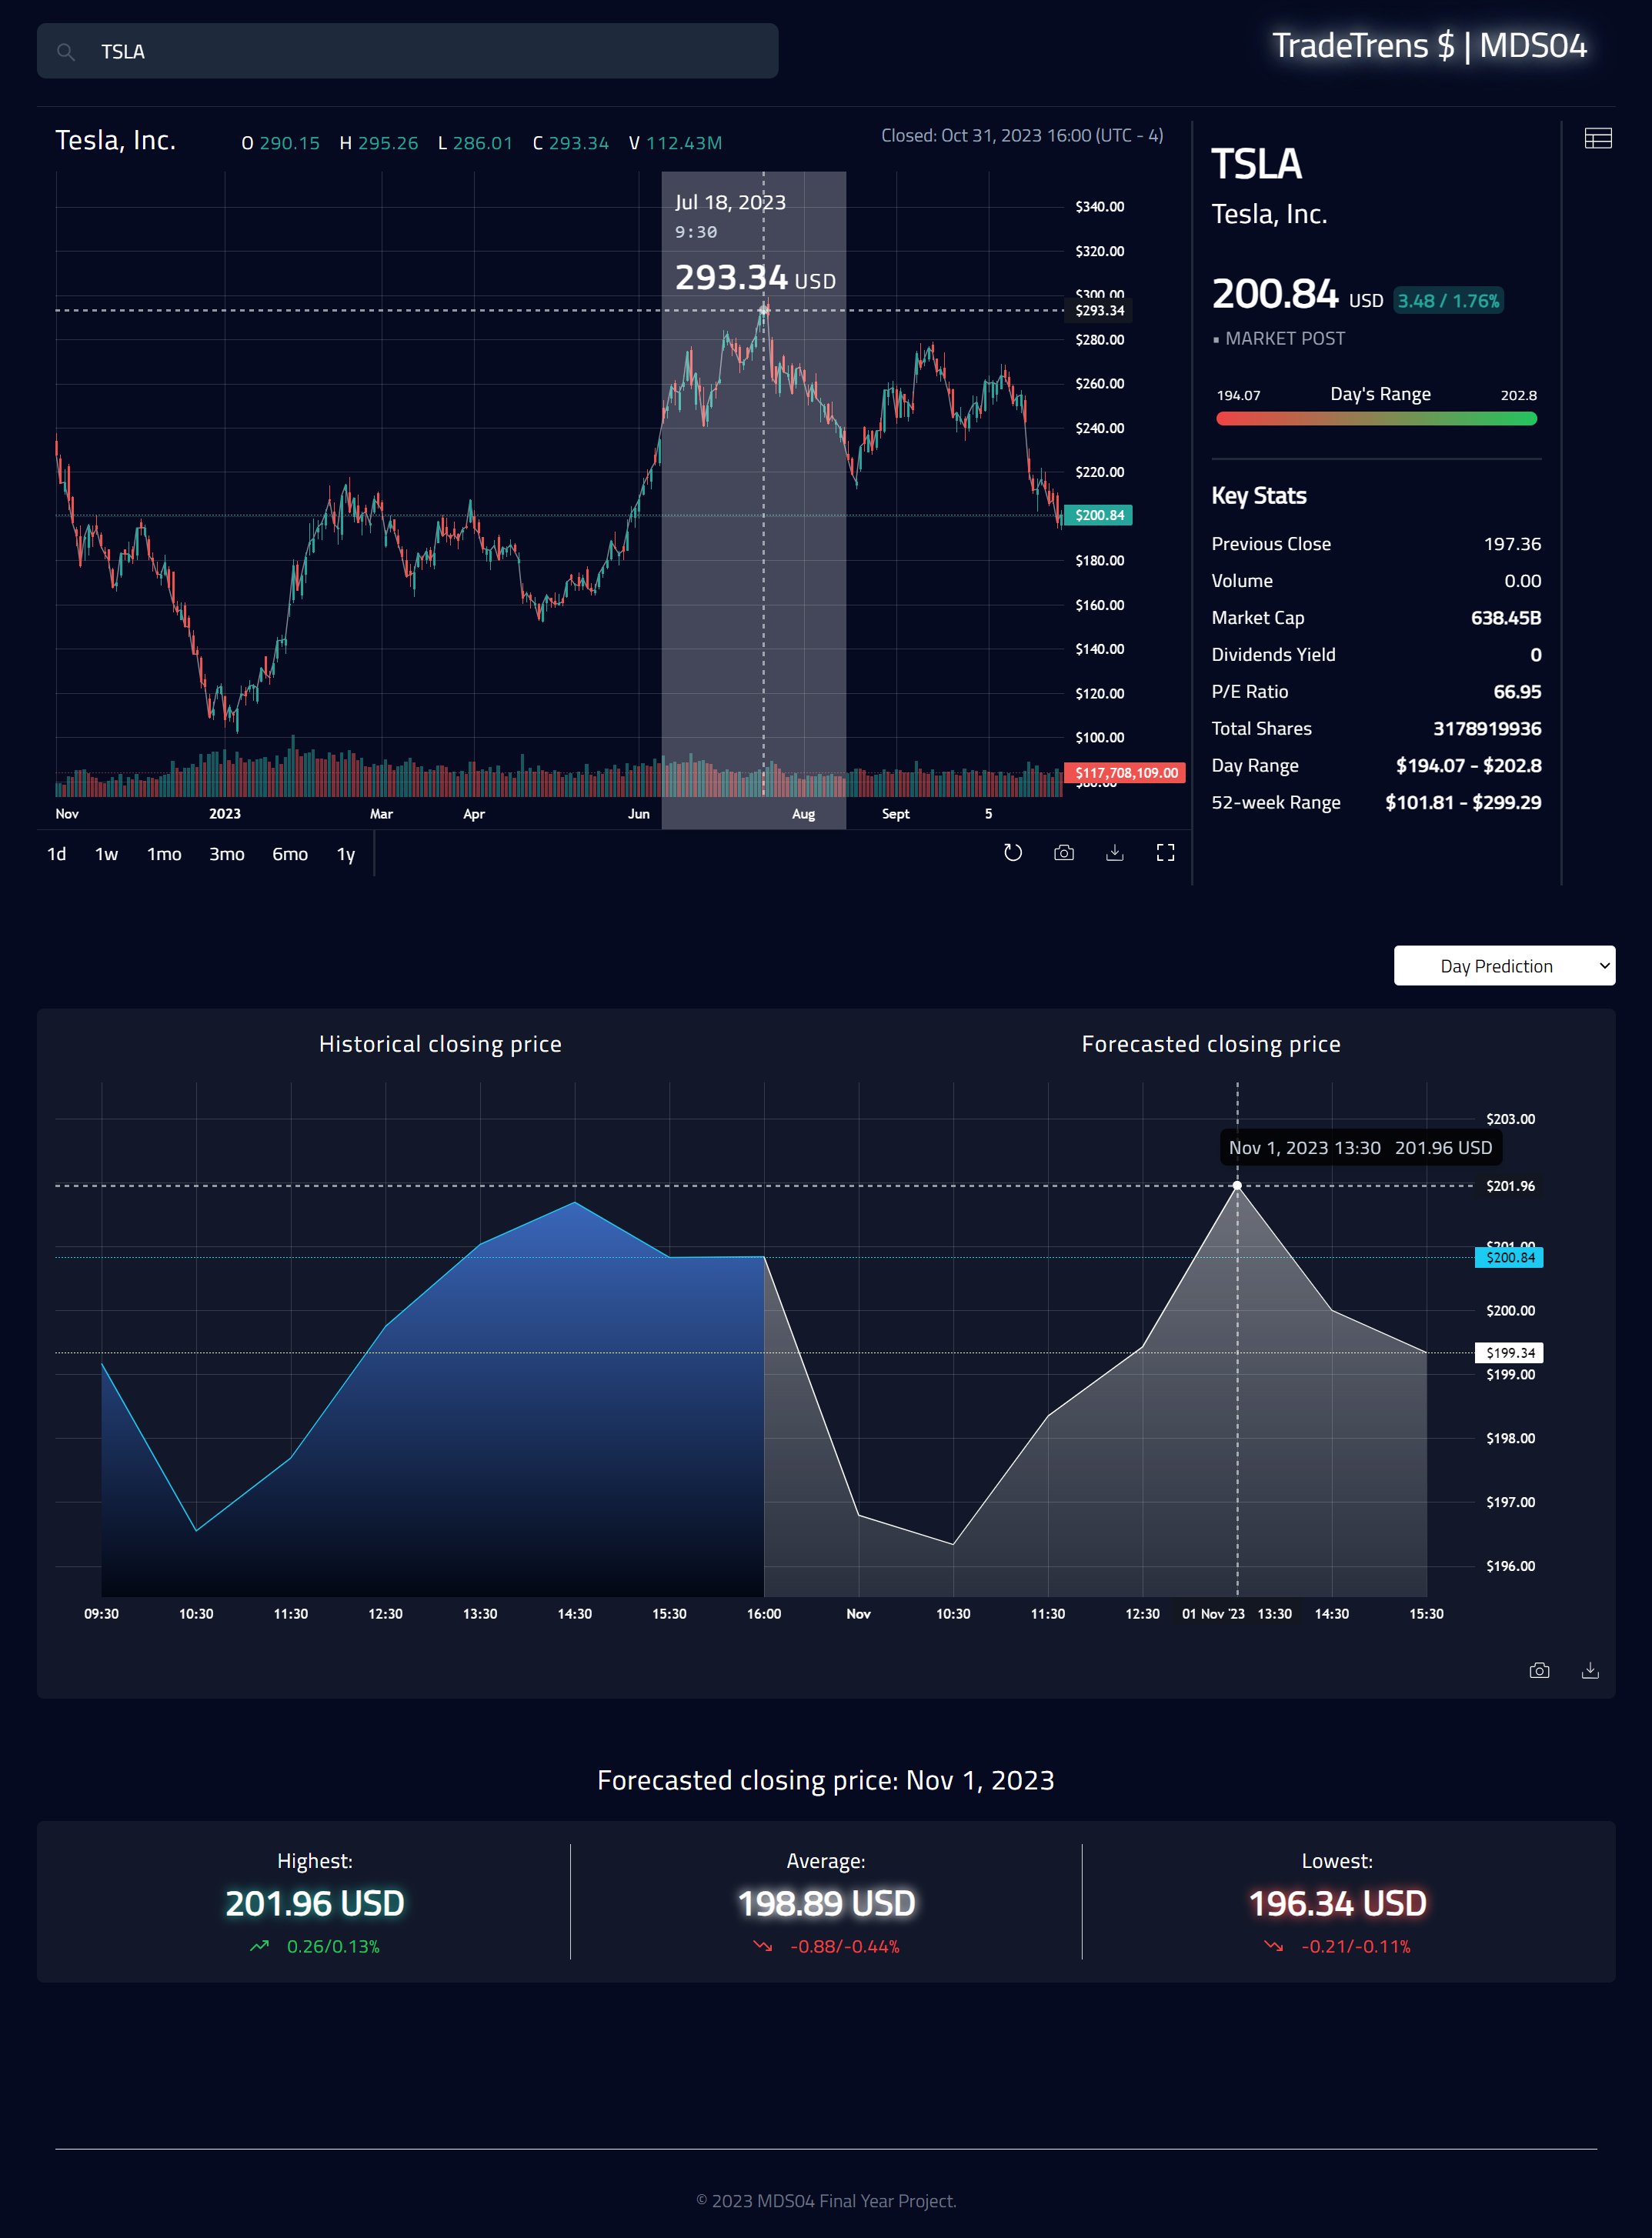 TSLA
TradeTrens $ | MDS04
Tesla, Inc.
O 290.15 H 295.26 L 286.01 C 293.34 V 112.43M
Closed: Oct 31, 2023 16:00 (UTC - 4)
Jul 18, 2023
9:30
293.34 USD
$340.00
$320.00
$300.00
$293.34
$280.00
$260.00
$240.00
$220.00
$200.84
$180.00
$160.00
$140.00
$120.00
$100.00
$117,708,109.00
$80.00
Nov 2023 Mar Apr Jun Aug Sept 5
1d 1w 1mo 3mo 6mo 1y
TSLA
Tesla, Inc.
200.84 USD 3.48 / 1.76%
▪ MARKET POST
194.07 Day's Range 202.8
Key Stats
Previous Close 197.36
Volume 0.00
Market Cap 638.45B
Dividends Yield 0
P/E Ratio 66.95
Total Shares 3178919936
Day Range $194.07 - $202.8
52-week Range $101.81 - $299.29
Day Prediction
Historical closing price Forecasted closing price
$203.00
Nov 1, 2023 13:30 201.96 USD
$201.96
$201.00
$200.84
$200.00
$199.34
$199.00
$198.00
$197.00
$196.00
09:30 10:30 11:30 12:30 13:30 14:30 15:30 16:00 Nov 10:30 11:30 12:30 01 Nov '23 13:30 14:30 15:30
Forecasted closing price: Nov 1, 2023
Highest: Average: Lowest:
201.96 USD 198.89 USD 196.34 USD
0.26/0.13% -0.88/-0.44% -0.21/-0.11%
© 2023 MDS04 Final Year Project.